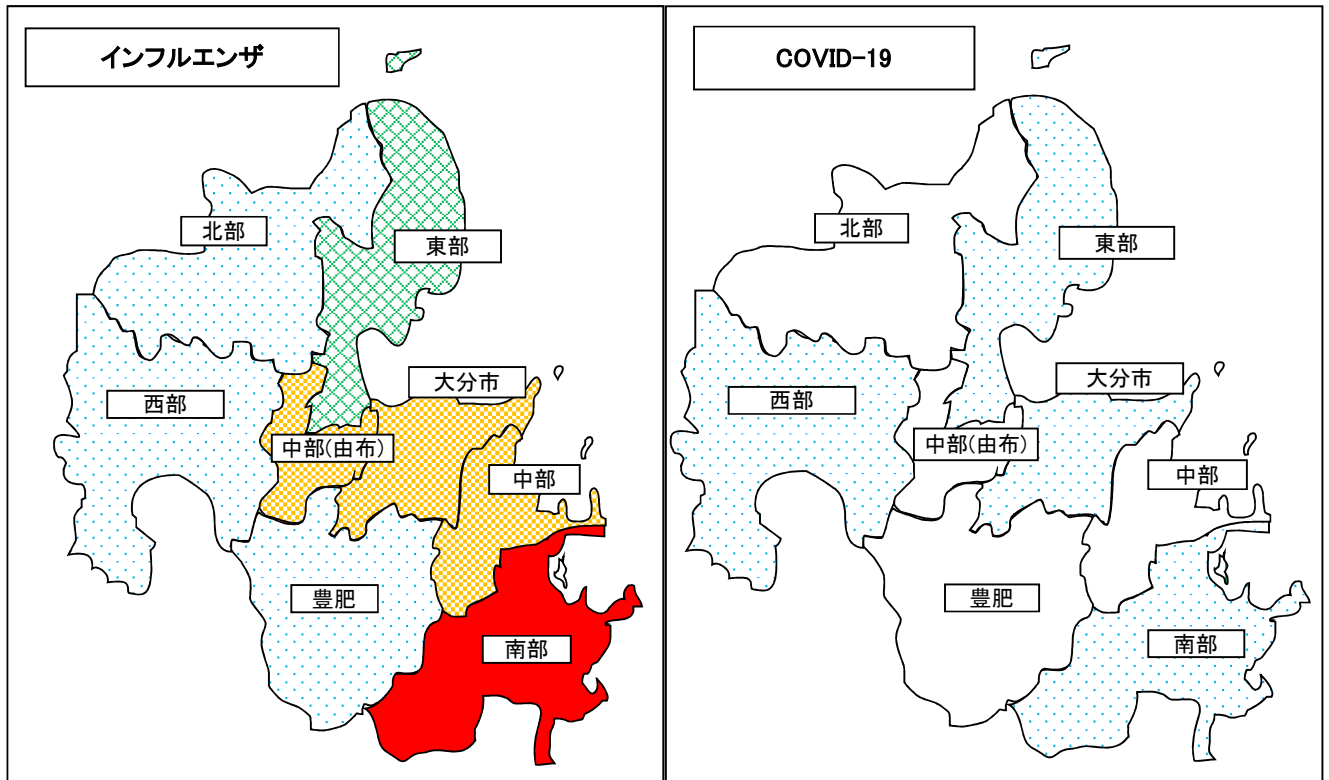 インフルエンザ
北部
東部
大分市
西部
中部(由布)
中部
豊肥
南部
COVID-19
北部
東部
大分市
西部
中部(由布)
中部
豊肥
南部